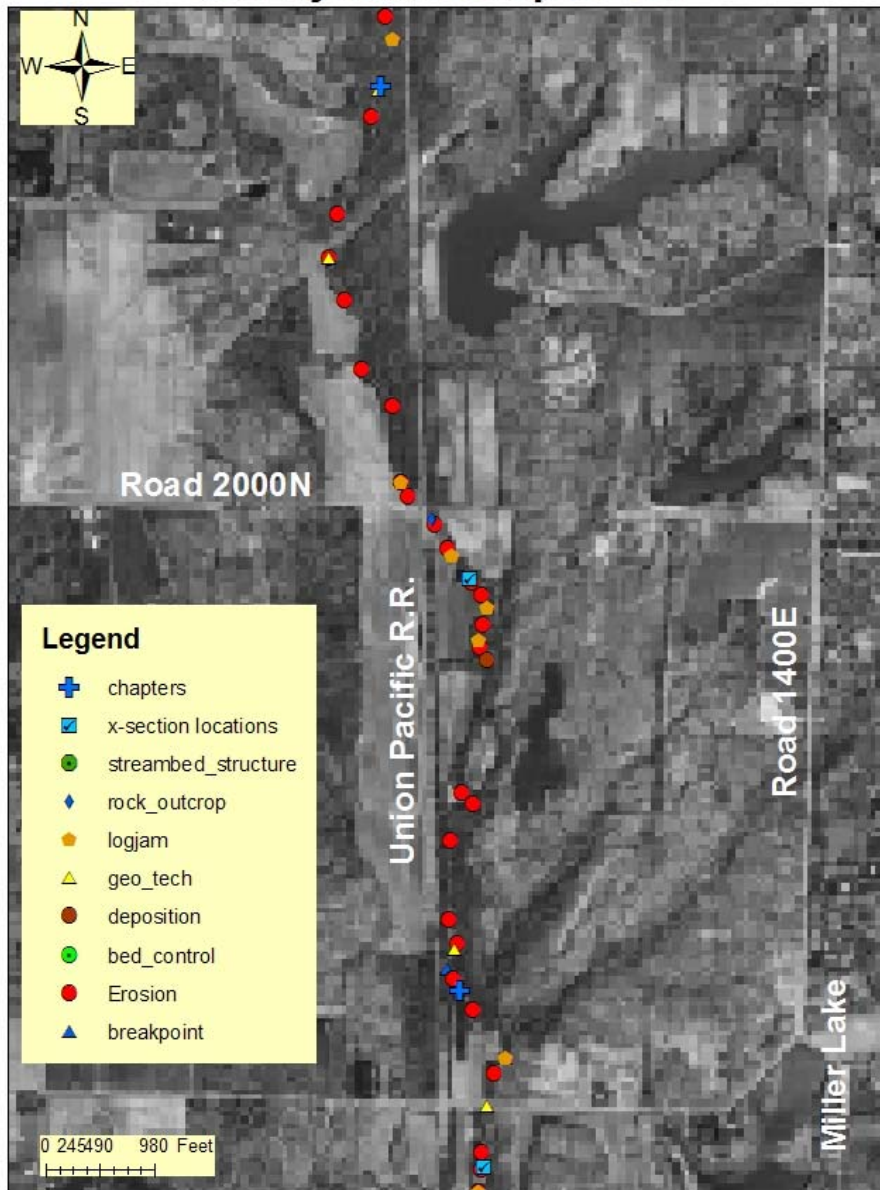 N
W E
S
Road 2000N
Union Pacific R.R.
Road 1400E
Miller Lake
Legend
chapters
x-section locations
streambed_structure
rock_outcrop
logjam
geo_tech
deposition
bed_control
Erosion
breakpoint
0 245490 980 Feet